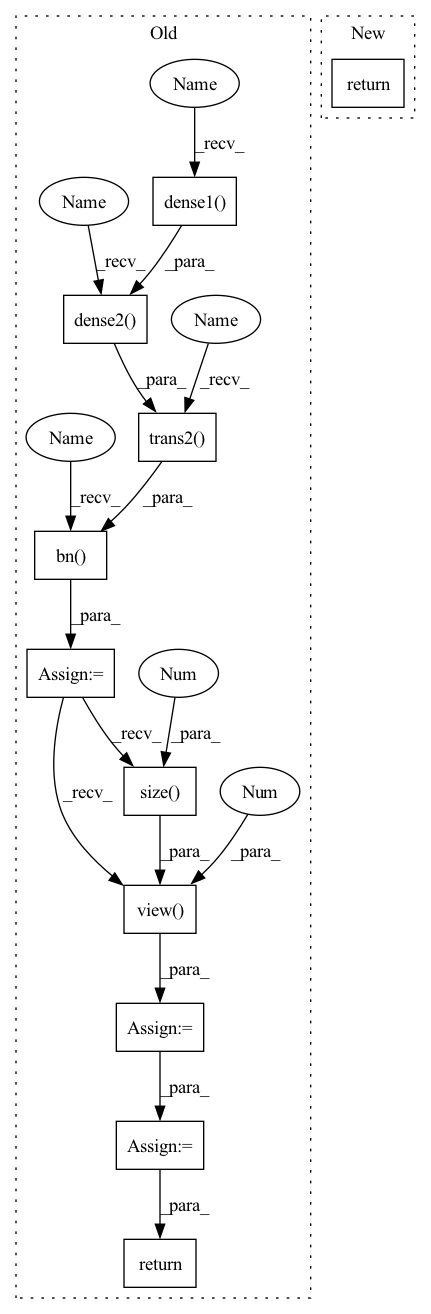 Old
New
Name
return
_recv_
Name
dense1()
_recv_
_para_
dense2()
Name
_para_
_recv_
Name
trans2()
_recv_
_para_
bn()
_para_
Assign:=
Num
_recv_
_para_
_recv_
size()
Num
_para_
_para_
view()
_para_
Assign:=
_para_
Assign:=
_para_
return